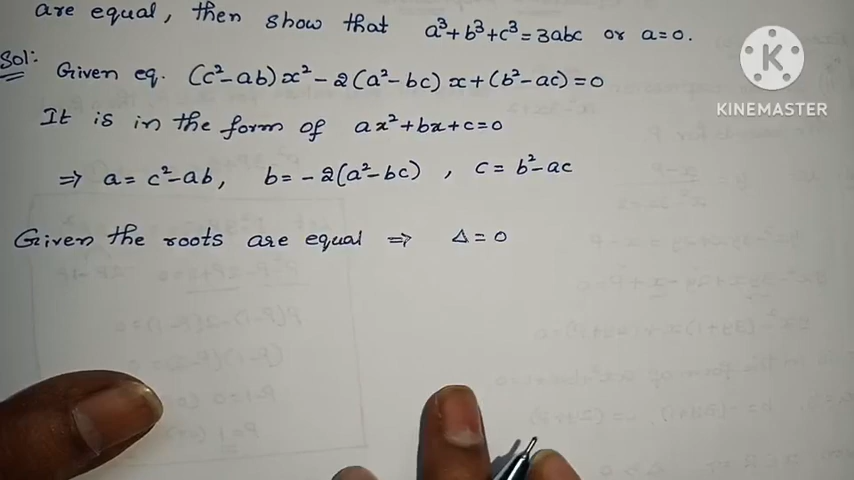 are equal, then show that a³+b³+c³=3abc or a=0.
Sol:
Given eq. (c²-ab)x²-2(a²-bc)x+(b²-ac)=0
It is in the form of ax²+bx+c=0
⇒ a=c²-ab, b=-2(a²-bc), c=b²-ac
Given the roots are equal ⇒ Δ=0
KINEMASTER